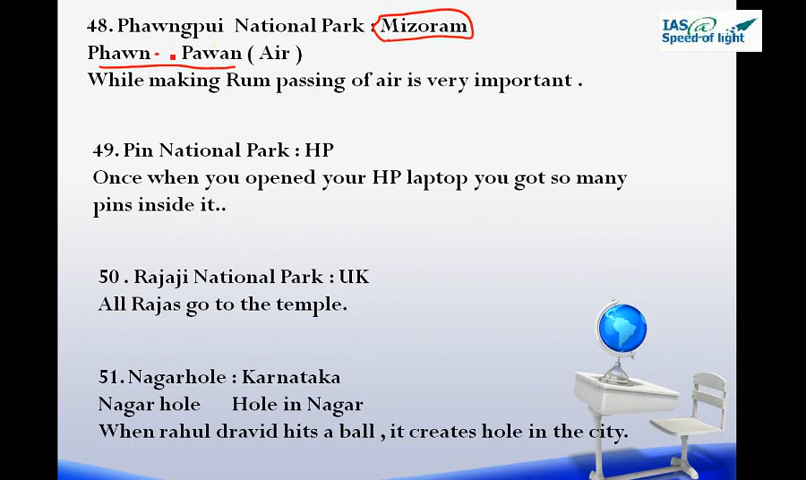 48. Phawngpui National Park : Mizoram
Phawn - . Pawan ( Air )
While making Rum passing of air is very important .
49. Pin National Park : HP
Once when you opened your HP laptop you got so many
pins inside it..
50 . Rajaji National Park : UK
All Rajas go to the temple.
51. Nagarhole : Karnataka
Nagar hole Hole in Nagar
When rahul dravid hits a ball , it creates hole in the city.
IAS@
Speed of light